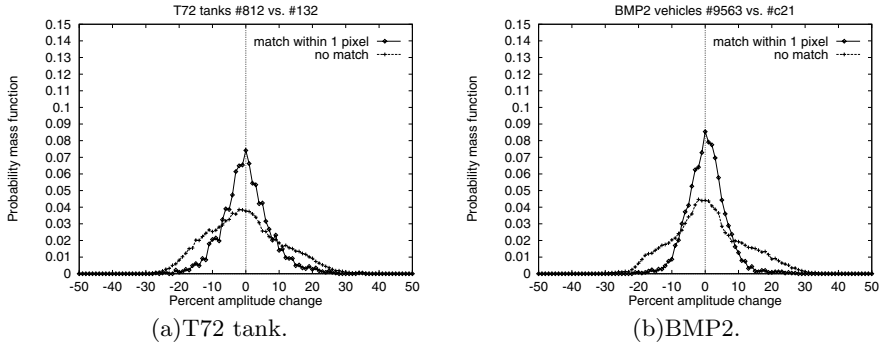 T72 tanks #812 vs. #132
match within 1 pixel
no match
Probability mass function
0.15
0.14
0.13
0.12
0.11
0.1
0.09
0.08
0.07
0.06
0.05
0.04
0.03
0.02
0.01
0
-50 -40 -30 -20 -10 0 10 20 30 40 50
Percent amplitude change
(a)T72 tank.
BMP2 vehicles #9563 vs. #c21
match within 1 pixel
no match
Probability mass function
0.15
0.14
0.13
0.12
0.11
0.1
0.09
0.08
0.07
0.06
0.05
0.04
0.03
0.02
0.01
0
-50 -40 -30 -20 -10 0 10 20 30 40 50
Percent amplitude change
(b)BMP2.